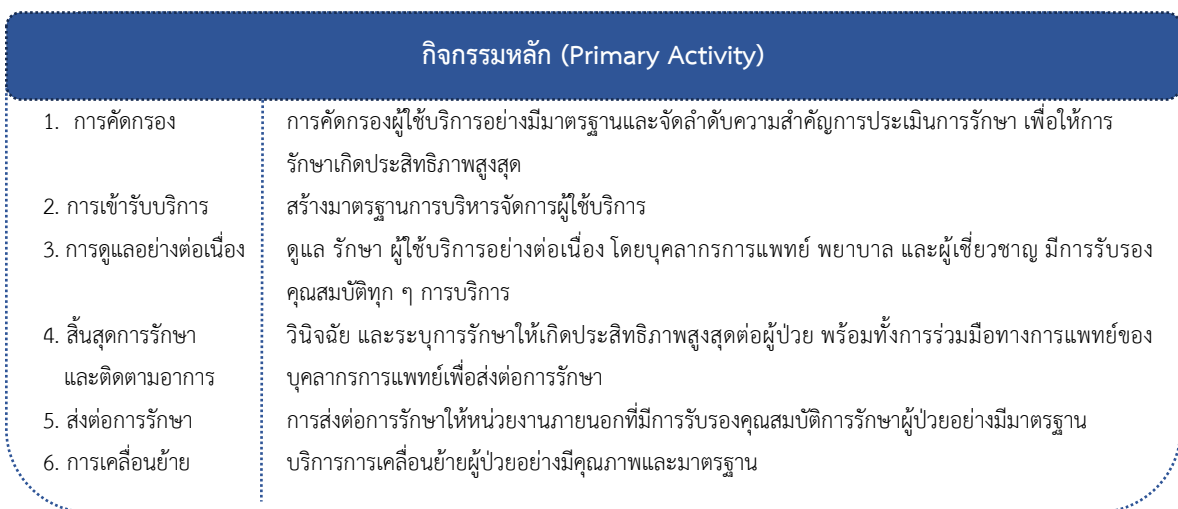 กิจกรรมหลัก (Primary Activity)
1. การคัดกรอง การคัดกรองผู้ใช้บริการอย่างมีมาตรฐานและจัดลำดับความสำคัญการประเมินการรักษา เพื่อให้การ
รักษาเกิดประสิทธิภาพสูงสุด
2. การเข้ารับบริการ สร้างมาตรฐานการบริหารจัดการผู้ใช้บริการ
3. การดูแลอย่างต่อเนื่อง ดูแล รักษา ผู้ใช้บริการอย่างต่อเนื่อง โดยบุคลากรการแพทย์ พยาบาล และผู้เชี่ยวชาญ มีการรับรอง
คุณสมบัติทุก ๆ การบริการ
4. สิ้นสุดการรักษา วินิจฉัย และระบุการรักษาให้เกิดประสิทธิภาพสูงสุดต่อผู้ป่วย พร้อมทั้งการร่วมมือทางการแพทย์ของ
และติดตามอาการ บุคลากรการแพทย์เพื่อส่งต่อการรักษา
5. ส่งต่อการรักษา การส่งต่อการรักษาให้หน่วยงานภายนอกที่มีการรับรองคุณสมบัติการรักษาผู้ป่วยอย่างมีมาตรฐาน
6. การเคลื่อนย้าย บริการการเคลื่อนย้ายผู้ป่วยอย่างมีคุณภาพและมาตรฐาน